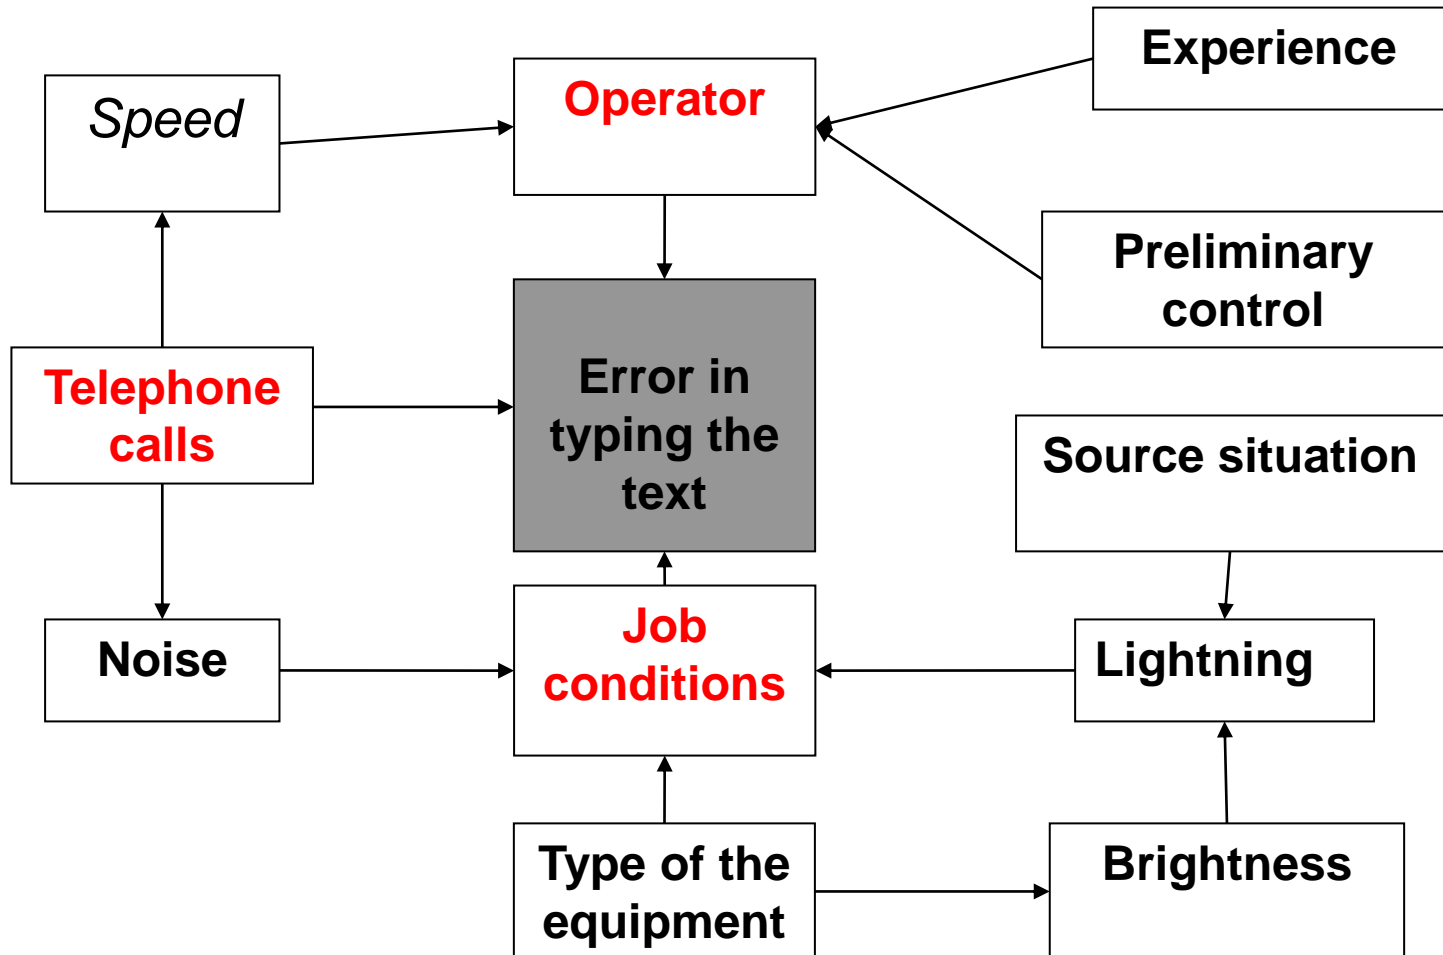 Experience
Speed
Operator
Preliminary
control
Telephone
calls
Error in
typing the
text
Source situation
Noise
Job
conditions
Lightning
Type of the
equipment
Brightness